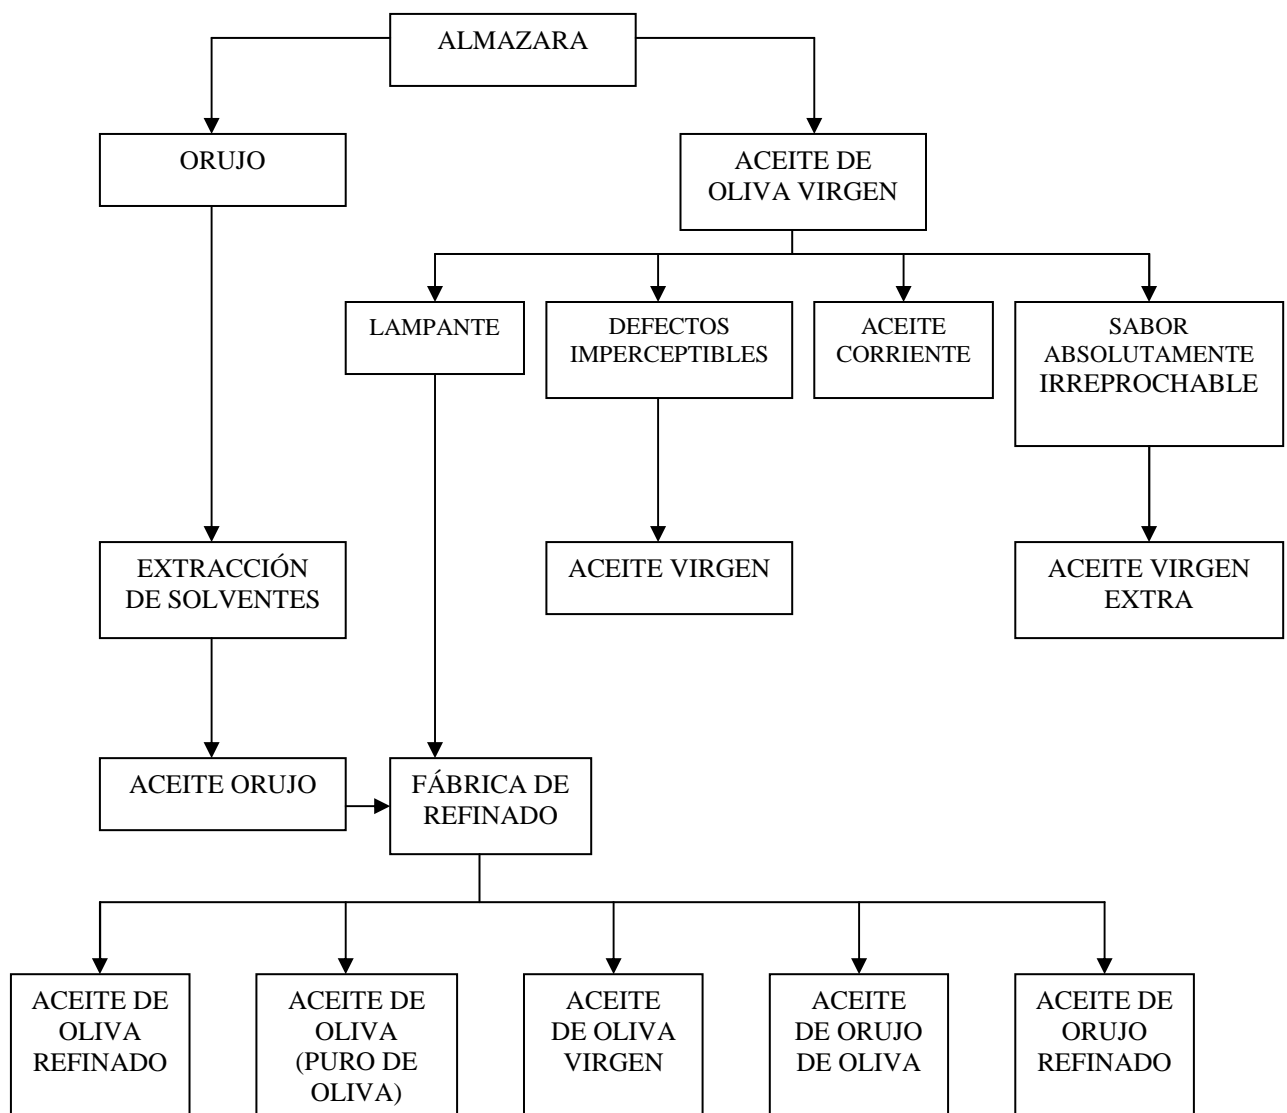 ALMAZARA
ORUJO
ACEITE DE
OLIVA VIRGEN
LAMPANTE
DEFECTOS
IMPERCEPTIBLES
ACEITE
CORRIENTE
SABOR
ABSOLUTAMENTE
IRREPROCHABLE
EXTRACCIÓN
DE SOLVENTES
ACEITE VIRGEN
ACEITE VIRGEN
EXTRA
ACEITE ORUJO
FÁBRICA DE
REFINADO
ACEITE DE
OLIVA
REFINADO
ACEITE DE
OLIVA
(PURO DE
OLIVA)
ACEITE
DE OLIVA
VIRGEN
ACEITE
DE ORUJO
DE OLIVA
ACEITE DE
ORUJO
REFINADO